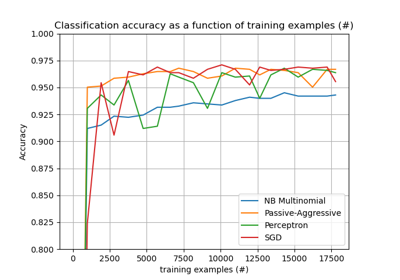 Classification accuracy as a function of training examples (#)
1.000
0.975
0.950
0.925
0.900
0.875
0.850
0.825
0.800
Accuracy
NB Multinomial
Passive-Aggressive
Perceptron
SGD
0 2500 5000 7500 10000 12500 15000 17500
training examples (#)